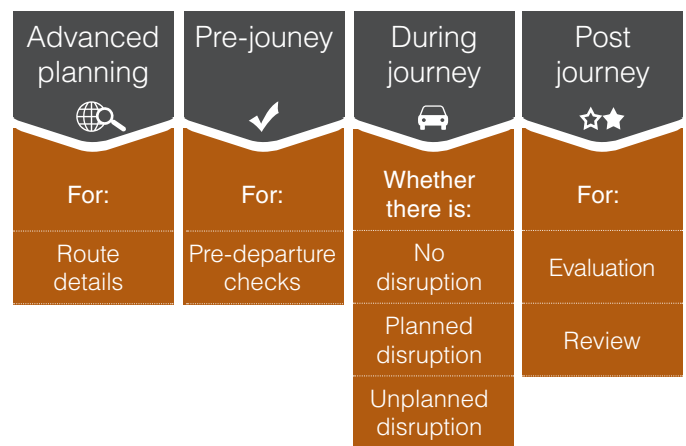 Advanced
planning
For:
Route
details
Pre-jouney
For:
Pre-departure
checks
During
journey
Whether
there is:
No
disruption
Planned
disruption
Unplanned
disruption
Post
journey
For:
Evaluation
Review